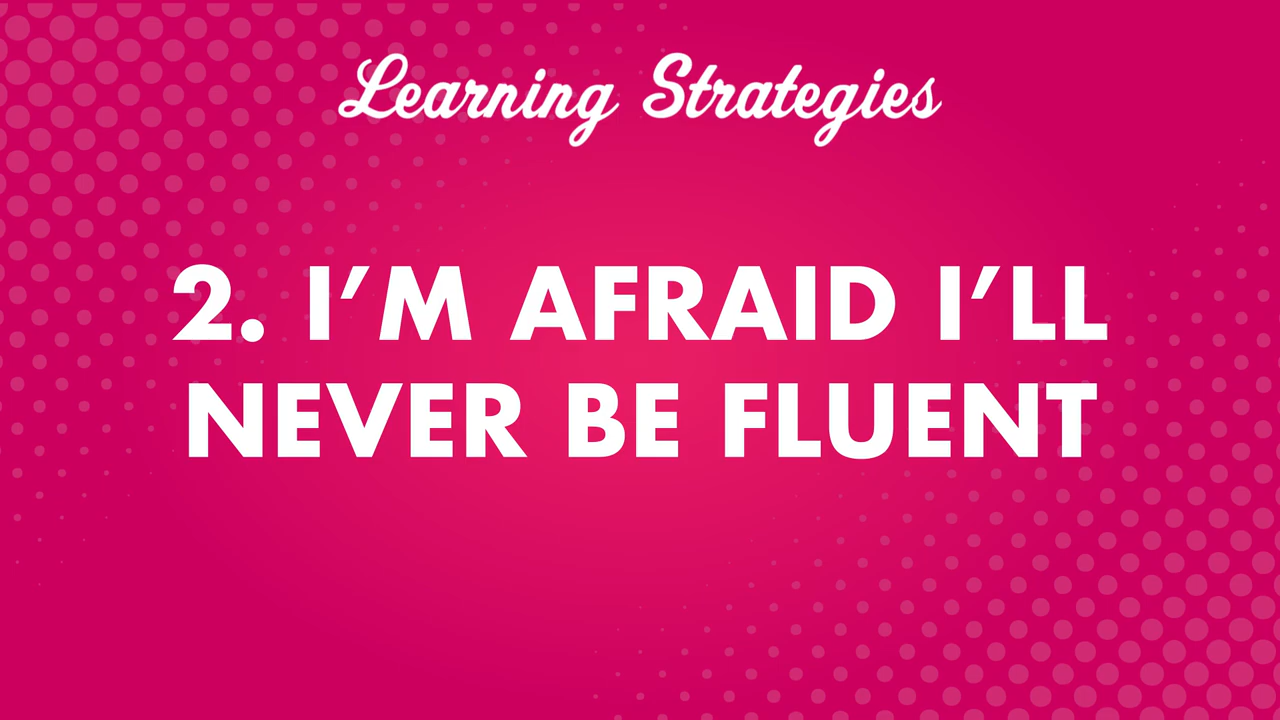 Learning Strategies
2. I’M AFRAID I’LL
NEVER BE FLUENT